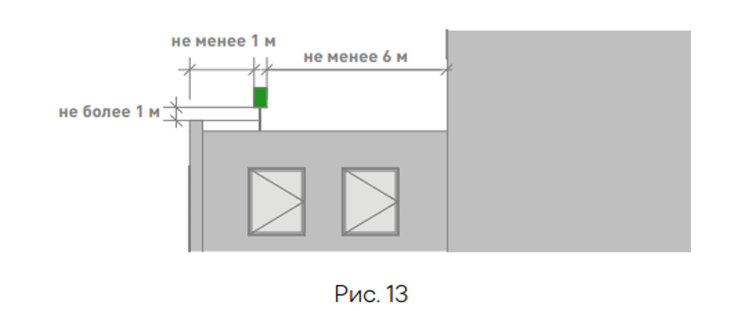 не менее 1 м
не менее 6 м
не более 1 м
Рис. 13